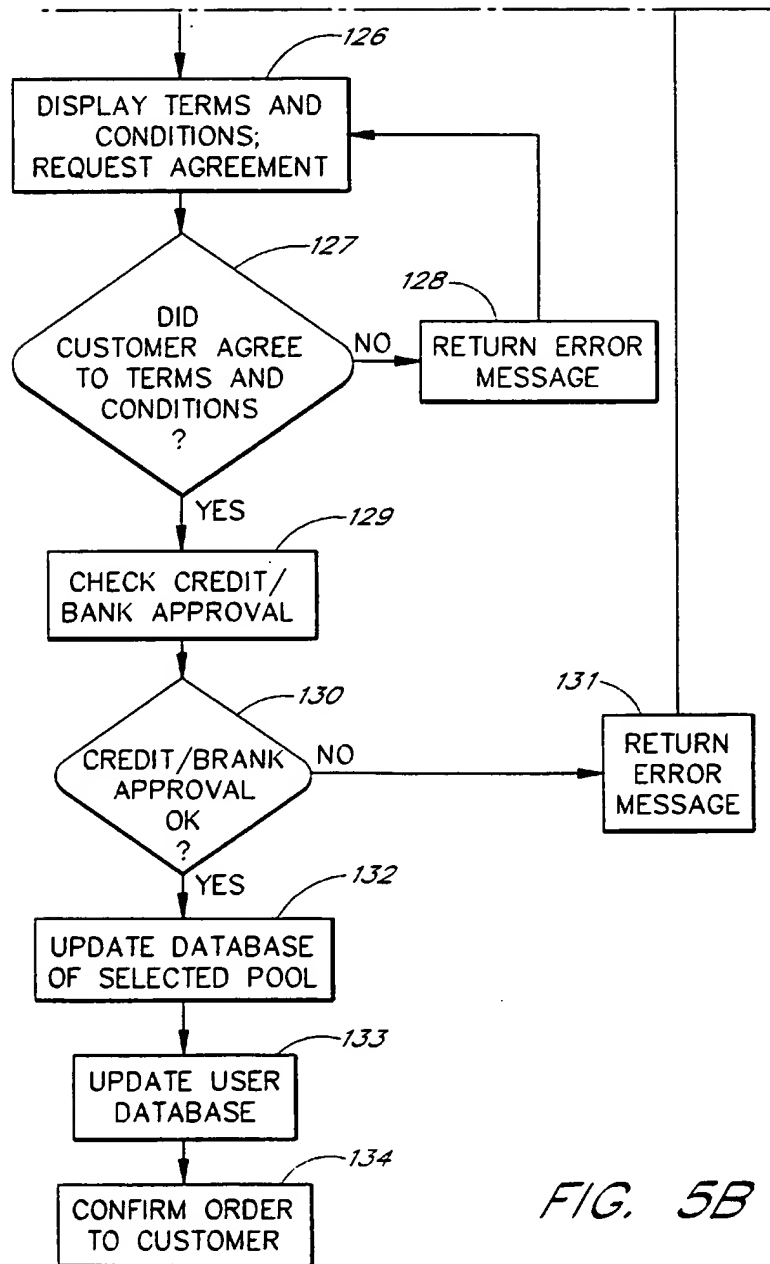 126
DISPLAY TERMS AND
CONDITIONS;
REQUEST AGREEMENT
127
DID
CUSTOMER AGREE
TO TERMS AND
CONDITIONS
?
NO
128
RETURN ERROR
MESSAGE
YES
129
CHECK CREDIT/
BANK APPROVAL
130
CREDIT/BRANK
APPROVAL
OK
?
NO
131
RETURN
ERROR
MESSAGE
YES
132
UPDATE DATABASE
OF SELECTED POOL
133
UPDATE USER
DATABASE
134
CONFIRM ORDER
TO CUSTOMER
FIG. 5B